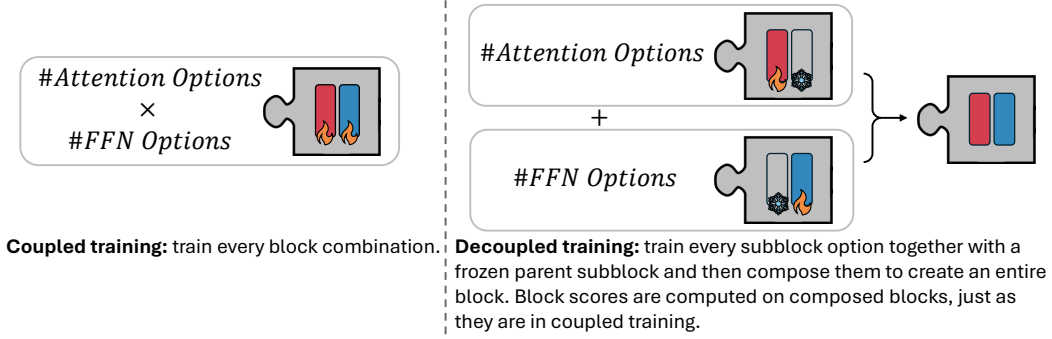 #Attention Options
×
#FFN Options
Coupled training: train every block combination.
#Attention Options
+
#FFN Options
Decoupled training: train every subblock option together with a
frozen parent subblock and then compose them to create an entire
block. Block scores are computed on composed blocks, just as
they are in coupled training.